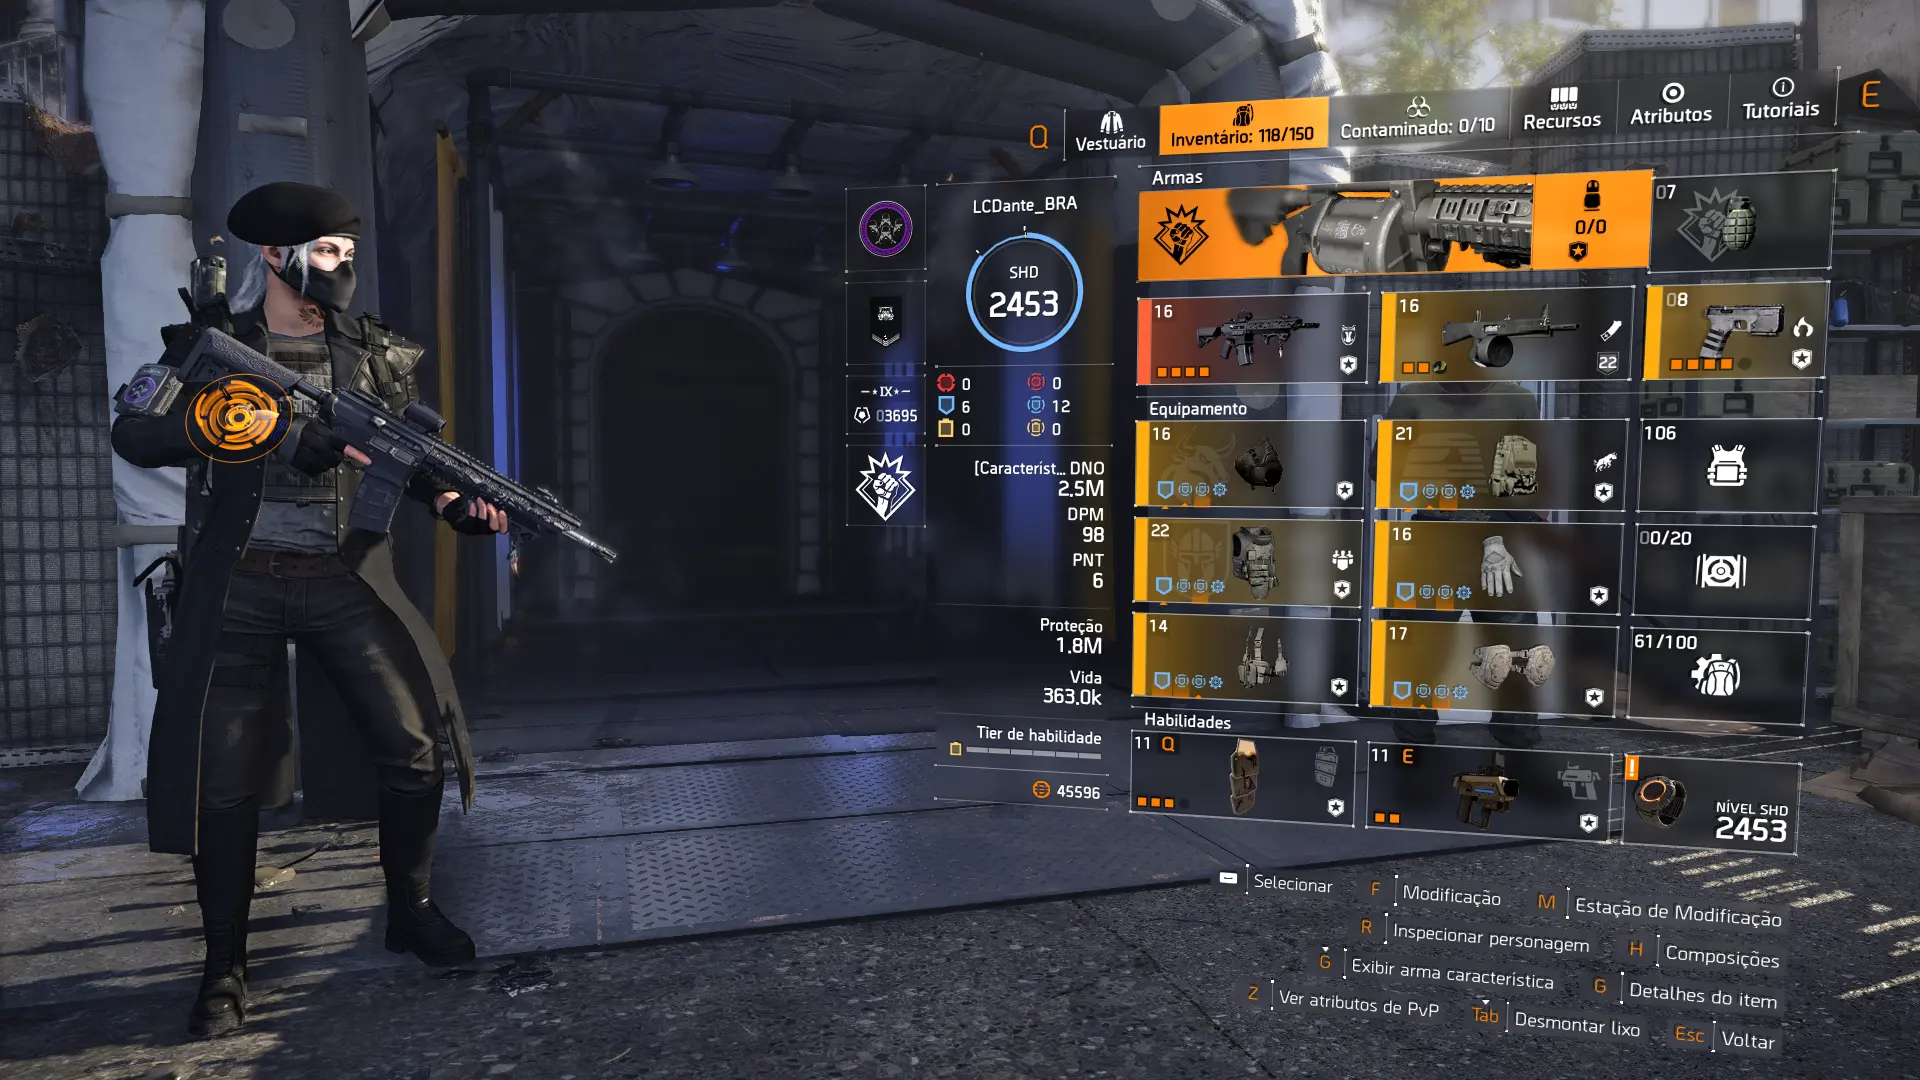 Q
Vestuário
Inventário: 118/150
Contaminado: 0/10
Recursos
Atributos
Tutoriais
E
Armas
0/0
07
16
16
22
08
LCDante_BRA
SHD
2453
IX
03695
0
0
6
12
0
0
[Caracterist... DNO
2.5M
DPM
98
PNT
6
Proteção
1.8M
Vida
363.0k
Tier de habilidade
45596
Equipamento
16
21
106
22
16
00/20
14
17
61/100
Habilidades
11 Q
11 E
!
NÍVEL SHD
2453
Selecionar
F Modificação
M Estação de Modificação
R Inspecionar personagem
H Composições
G Exibir arma característica
G Detalhes do item
Z Ver atributos de PvP
Tab Desmontar lixo
Esc Voltar